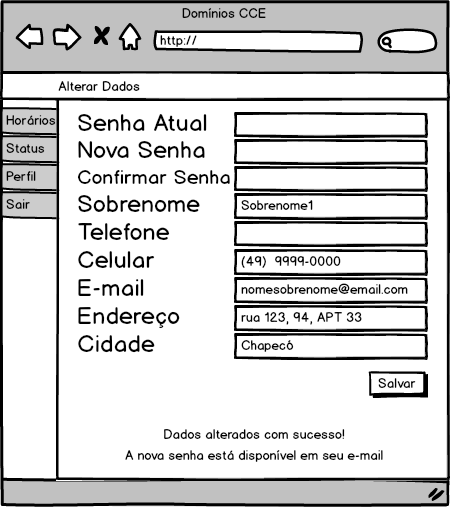 Domínios CCE
http://
Alterar Dados
Horários
Status
Perfil
Sair
Senha Atual
Nova Senha
Confirmar Senha
Sobrenome Sobrenome1
Telefone
Celular (49) 9999-0000
E-mail nomesobrenome@email.com
Endereço rua 123, 94, APT 33
Cidade Chapecó
Salvar
Dados alterados com sucesso!
A nova senha está disponível em seu e-mail